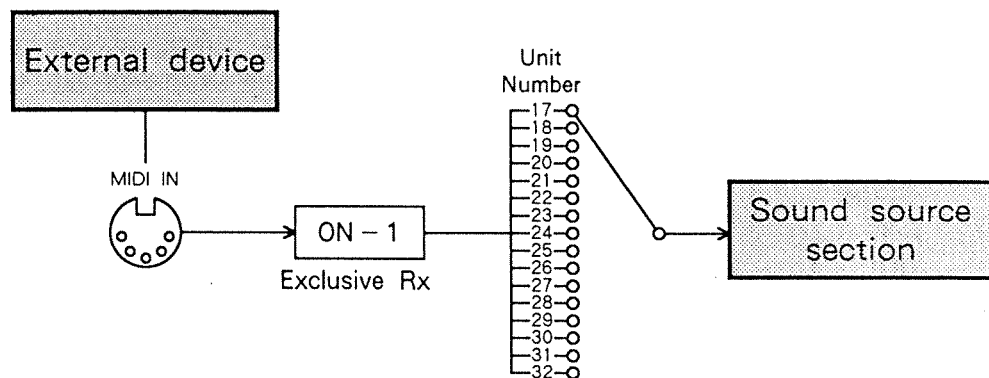 External device
MIDI IN
ON-1
Exclusive Rx
Unit
Number
17
18
19
20
21
22
23
24
25
26
27
28
29
30
31
32
Sound source
section